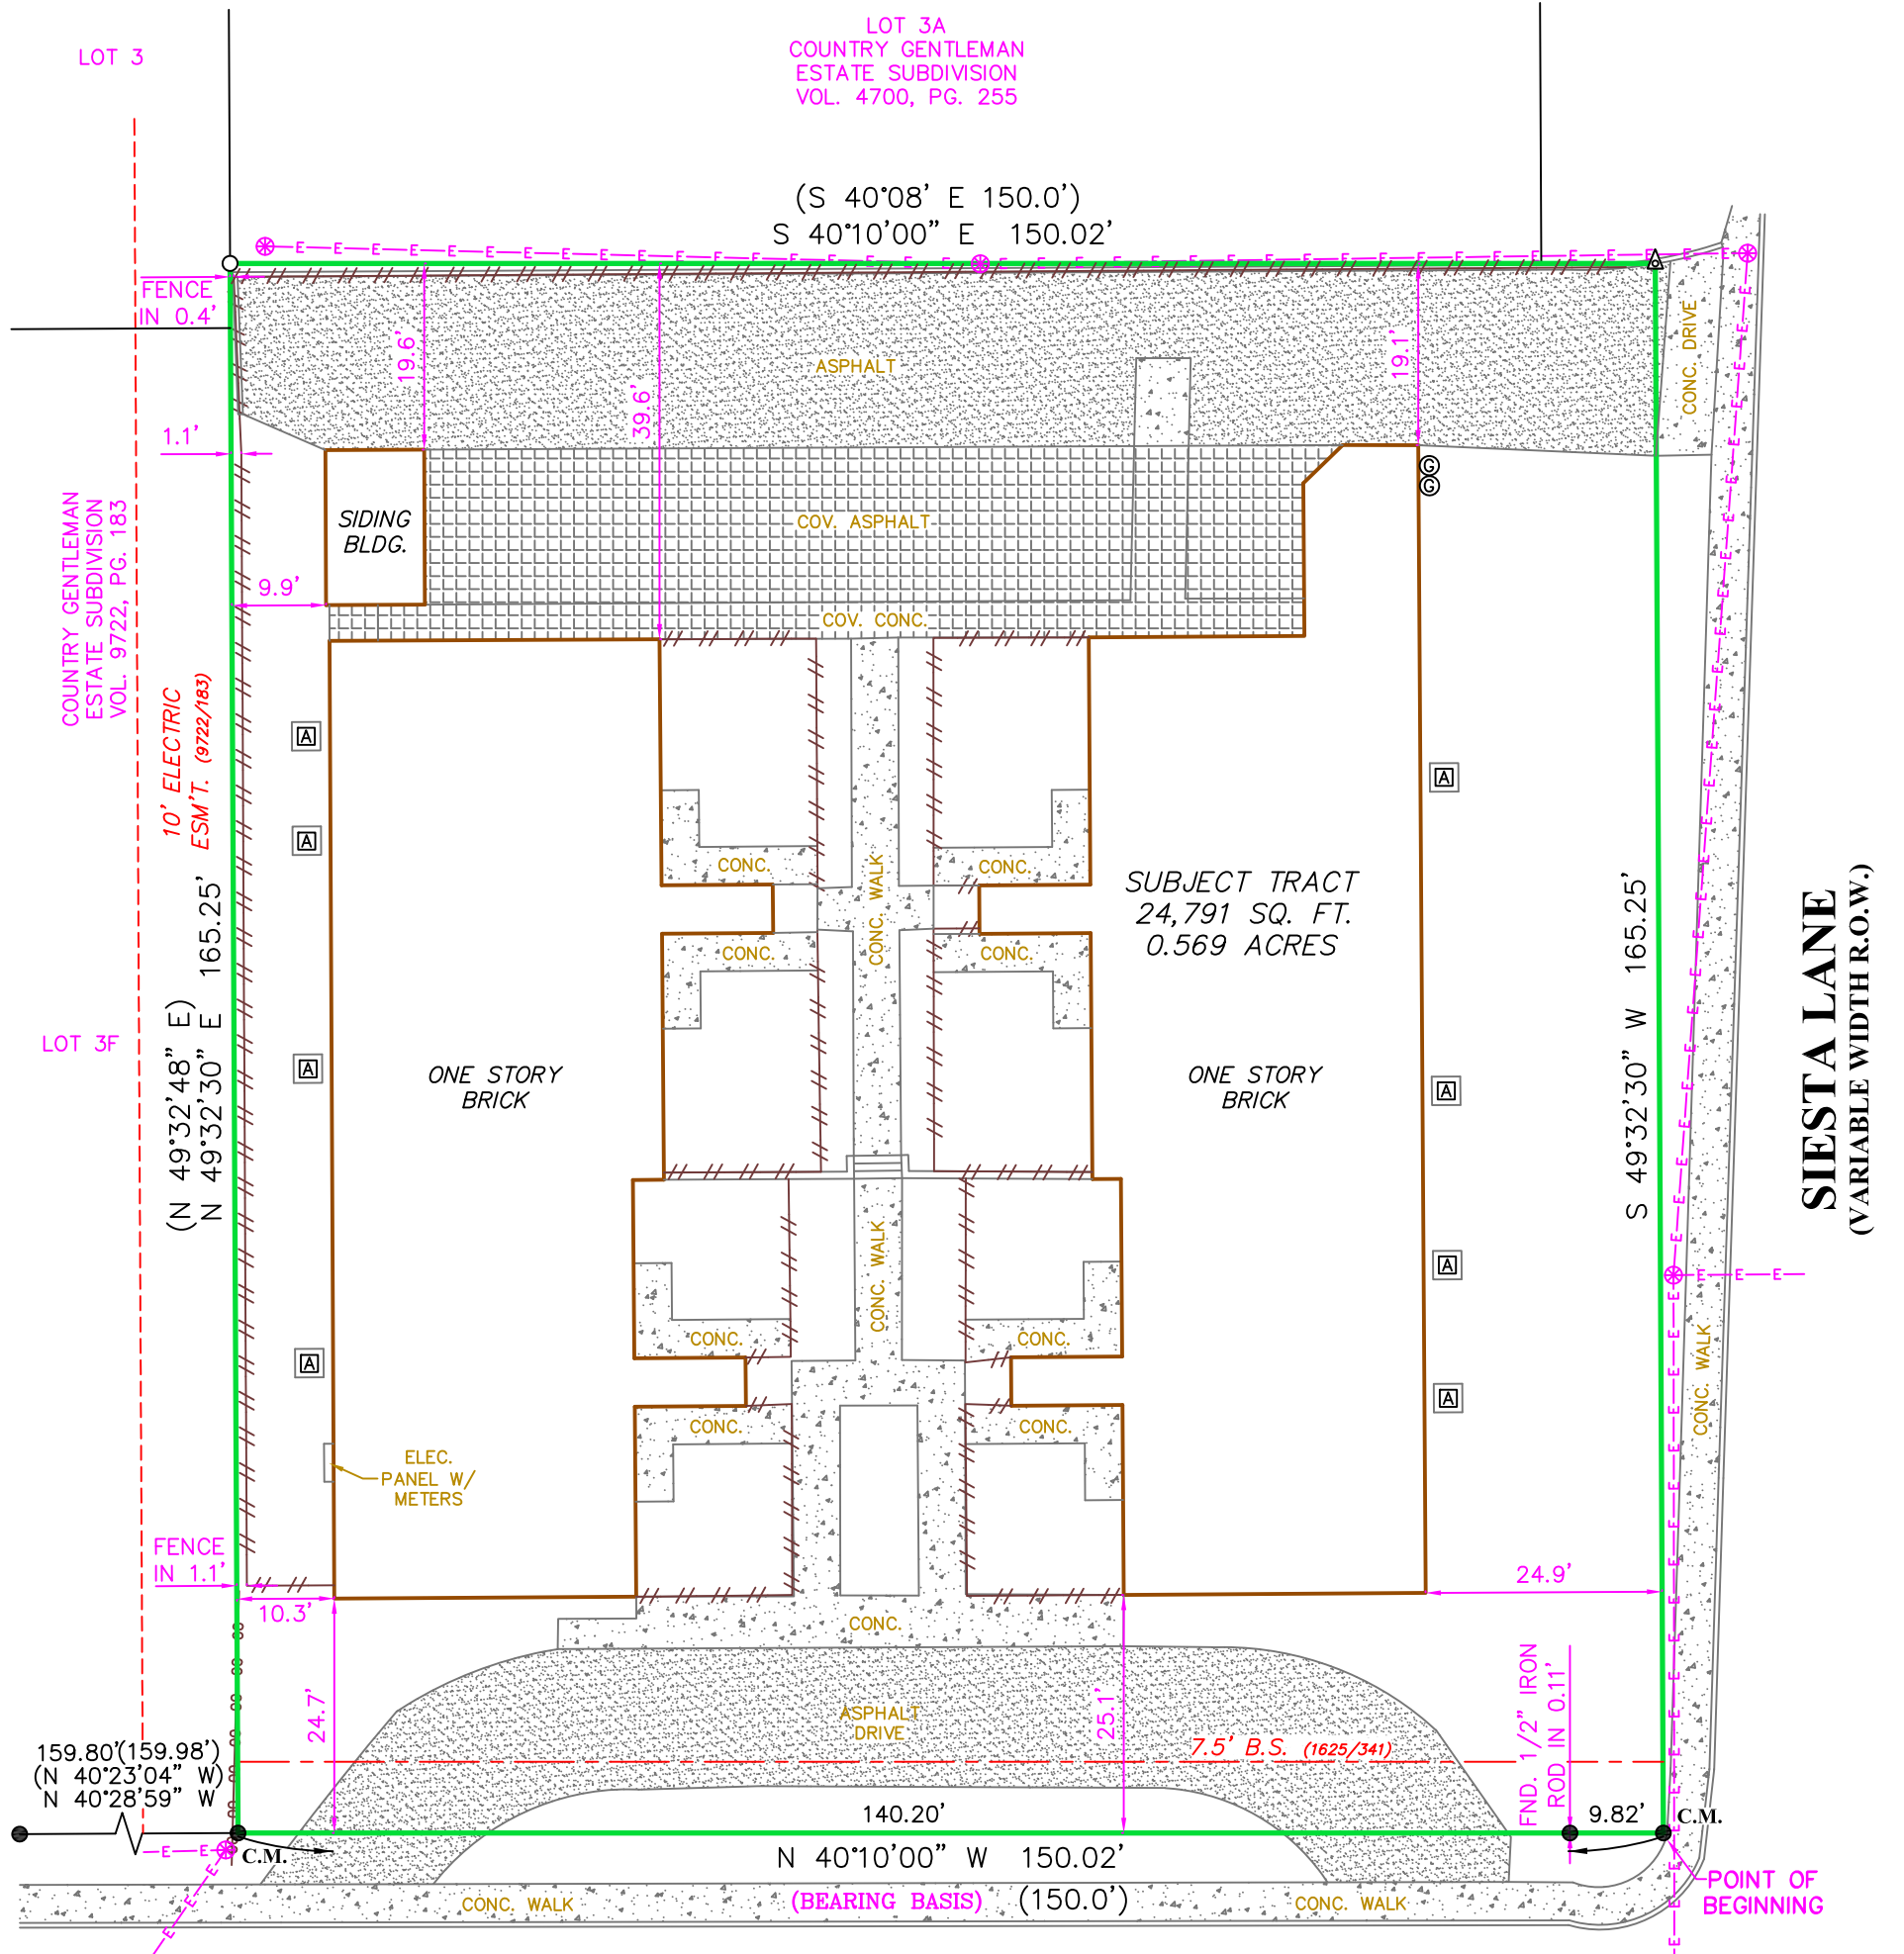 LOT 3
LOT 3A
COUNTRY GENTLEMAN
ESTATE SUBDIVISION
VOL. 4700, PG. 255
(S 40°08' E 150.0')
S 40°10'00" E 150.02'
E E E E E E E E E E E E E E E E E E E E E E
FENCE
IN 0.4'
19.6'
39.6'
19.1'
ASPHALT
CONC. DRIVE
1.1'
SIDING
BLDG.
COV. ASPHALT
G
G
COUNTRY GENTLEMAN
ESTATE SUBDIVISION
VOL. 97722, PG. 183
9.9'
COV. CONC.
10' ELECTRIC
ESM'T. (9722/183)
A
A
A
A
A
A
A
A
CONC.
CONC.
CONC. WALK
CONC.
CONC.
SUBJECT TRACT
24,791 SQ. FT.
0.569 ACRES
SIESTA LANE
(VARIABLE WIDTH R.O.W.)
(N 49°32'48" E)
N 49°32'30" E 165.25'
S 49°32'30" W 165.25'
LOT 3F
ONE STORY
BRICK
ONE STORY
BRICK
CONC. WALK
CONC.
CONC.
CONC.
CONC.
CONC. WALK
ELEC.
PANEL W/
METERS
FENCE
IN 1.1'
10.3'
24.9'
CONC.
24.7'
25.1'
ASPHALT
DRIVE
7.5' B.S. (1625/341)
FND. 1/2" IRON
ROD IN 0.11'
159.80'(159.98')
(N 40°23'04" W)
N 40°28'59" W
140.20'
9.82'
C.M.
C.M.
N 40°10'00" W 150.02'
(BEARING BASIS) (150.0')
CONC. WALK
CONC. WALK
POINT OF
BEGINNING